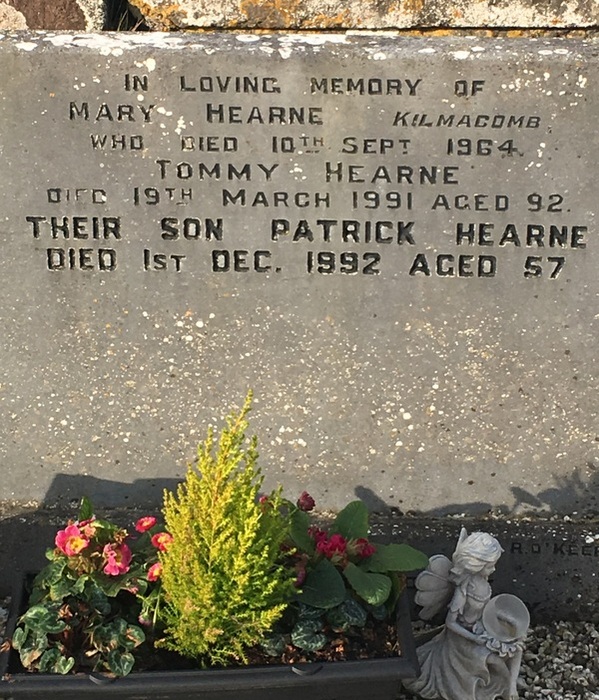 IN LOVING MEMORY OF
MARY HEARNE KILMACOMB
WHO DIED 10TH SEPT 1964.
TOMMY HEARNE
DIED 19TH MARCH 1991 AGED 92.
THEIR SON PATRICK HEARNE
DIED 1ST DEC. 1992 AGED 57
R. O'KEE